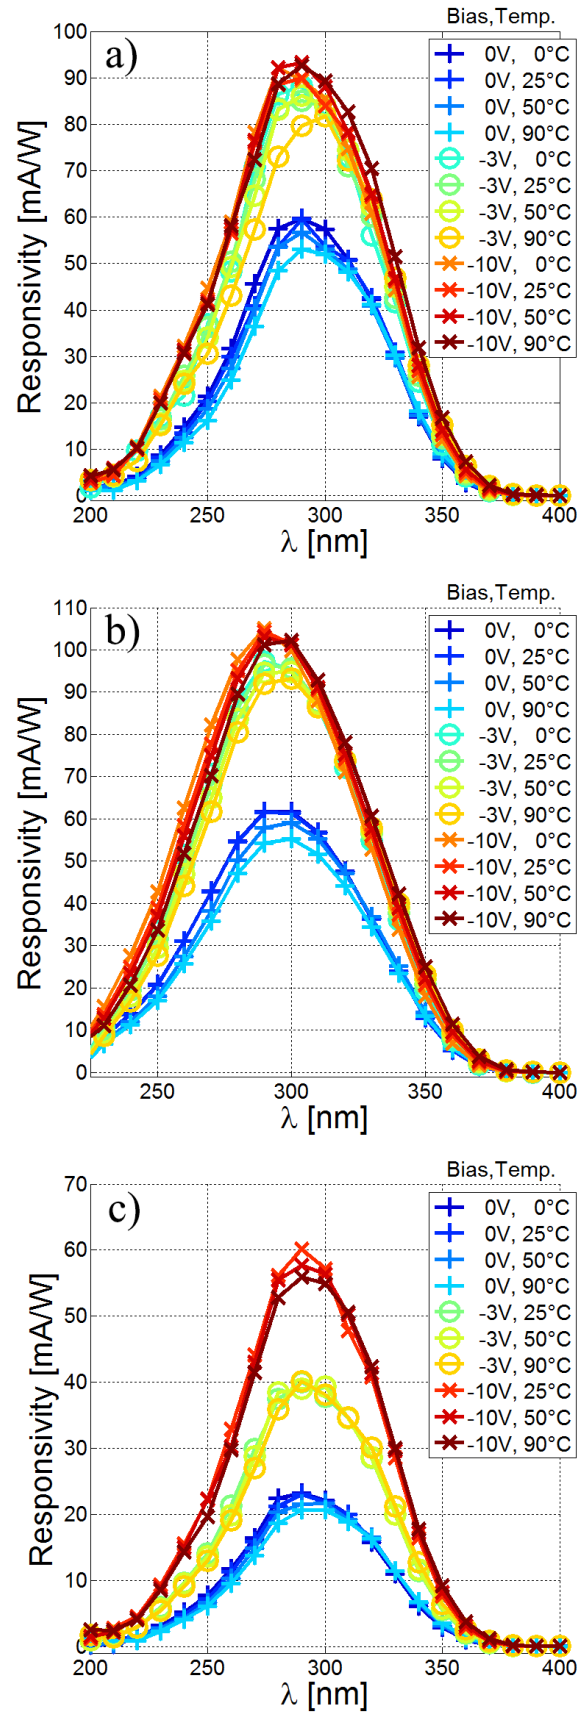 Bias,Temp.
a)
100
90
80
70
60
50
40
30
20
10
0
Responsivity [mA/W]
0V, 0°C
0V, 25°C
0V, 50°C
0V, 90°C
-3V, 0°C
-3V, 25°C
-3V, 50°C
-3V, 90°C
-10V, 0°C
-10V, 25°C
-10V, 50°C
-10V, 90°C
200 250 300 350 400
λ [nm]
Bias,Temp.
b)
110
100
90
80
70
60
50
40
30
20
10
0
Responsivity [mA/W]
0V, 0°C
0V, 25°C
0V, 50°C
0V, 90°C
-3V, 0°C
-3V, 25°C
-3V, 50°C
-3V, 90°C
-10V, 0°C
-10V, 25°C
-10V, 50°C
-10V, 90°C
250 300 350 400
λ [nm]
Bias,Temp.
c)
70
60
50
40
30
20
10
0
Responsivity [mA/W]
0V, 0°C
0V, 25°C
0V, 50°C
0V, 90°C
-3V, 25°C
-3V, 50°C
-3V, 90°C
-10V, 25°C
-10V, 50°C
-10V, 90°C
200 250 300 350 400
λ [nm]